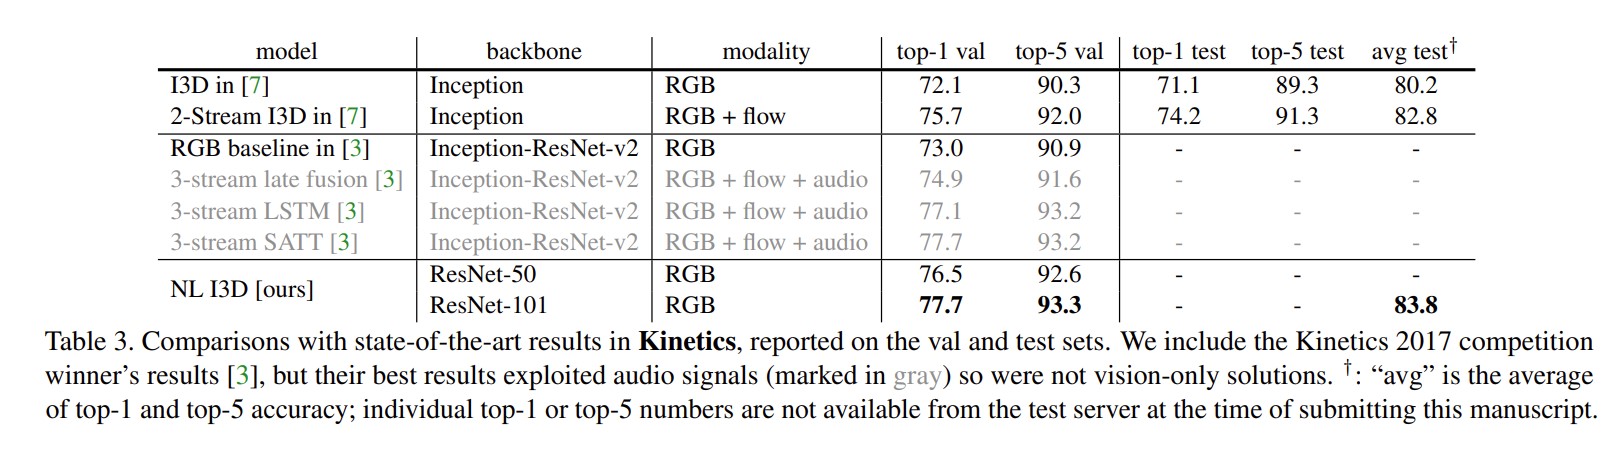 model backbone modality top-1 val top-5 val top-1 test top-5 test avg test†
I3D in [7] Inception RGB 72.1 90.3 71.1 89.3 80.2
2-Stream I3D in [7] Inception RGB + flow 75.7 92.0 74.2 91.3 82.8
RGB baseline in [3] Inception-ResNet-v2 RGB 73.0 90.9 - - -
3-stream late fusion [3] Inception-ResNet-v2 RGB + flow + audio 74.9 91.6 - - -
3-stream LSTM [3] Inception-ResNet-v2 RGB + flow + audio 77.1 93.2 - - -
3-stream SATT [3] Inception-ResNet-v2 RGB + flow + audio 77.7 93.2 - - -
NL I3D [ours] ResNet-50 RGB 76.5 92.6 - - -
ResNet-101 RGB 77.7 93.3 - - 83.8
Table 3. Comparisons with state-of-the-art results in Kinetics, reported on the val and test sets. We include the Kinetics 2017 competition
winner's results [3], but their best results exploited audio signals (marked in gray) so were not vision-only solutions. †: “avg” is the average
of top-1 and top-5 accuracy; individual top-1 or top-5 numbers are not available from the test server at the time of submitting this manuscript.